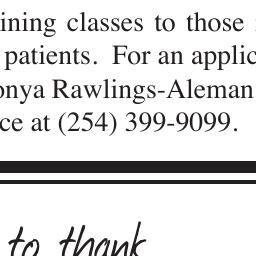 ining classes to those
patients. For an applic
onya Rawlings-Aleman
ce at (254) 399-9099.
to thank